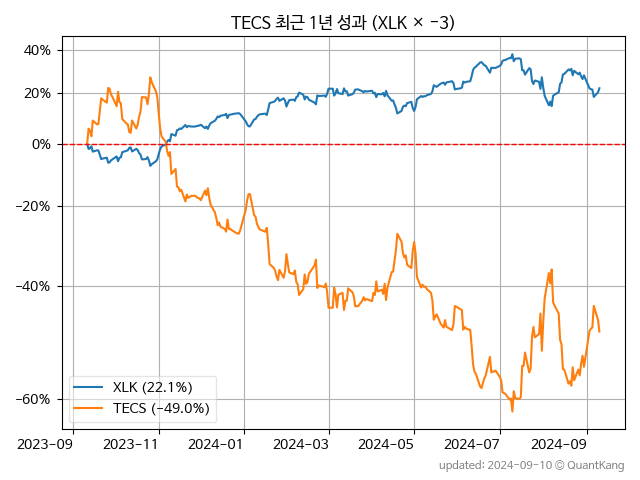 TECS 최근 1년 성과 (XLK × −3)
40%
20%
0%
−20%
−40%
−60%
XLK (22.1%)
TECS (−49.0%)
2023−09 2023−11 2024−01 2024−03 2024−05 2024−07 2024−09
updated: 2024−09−10 © QuantKang